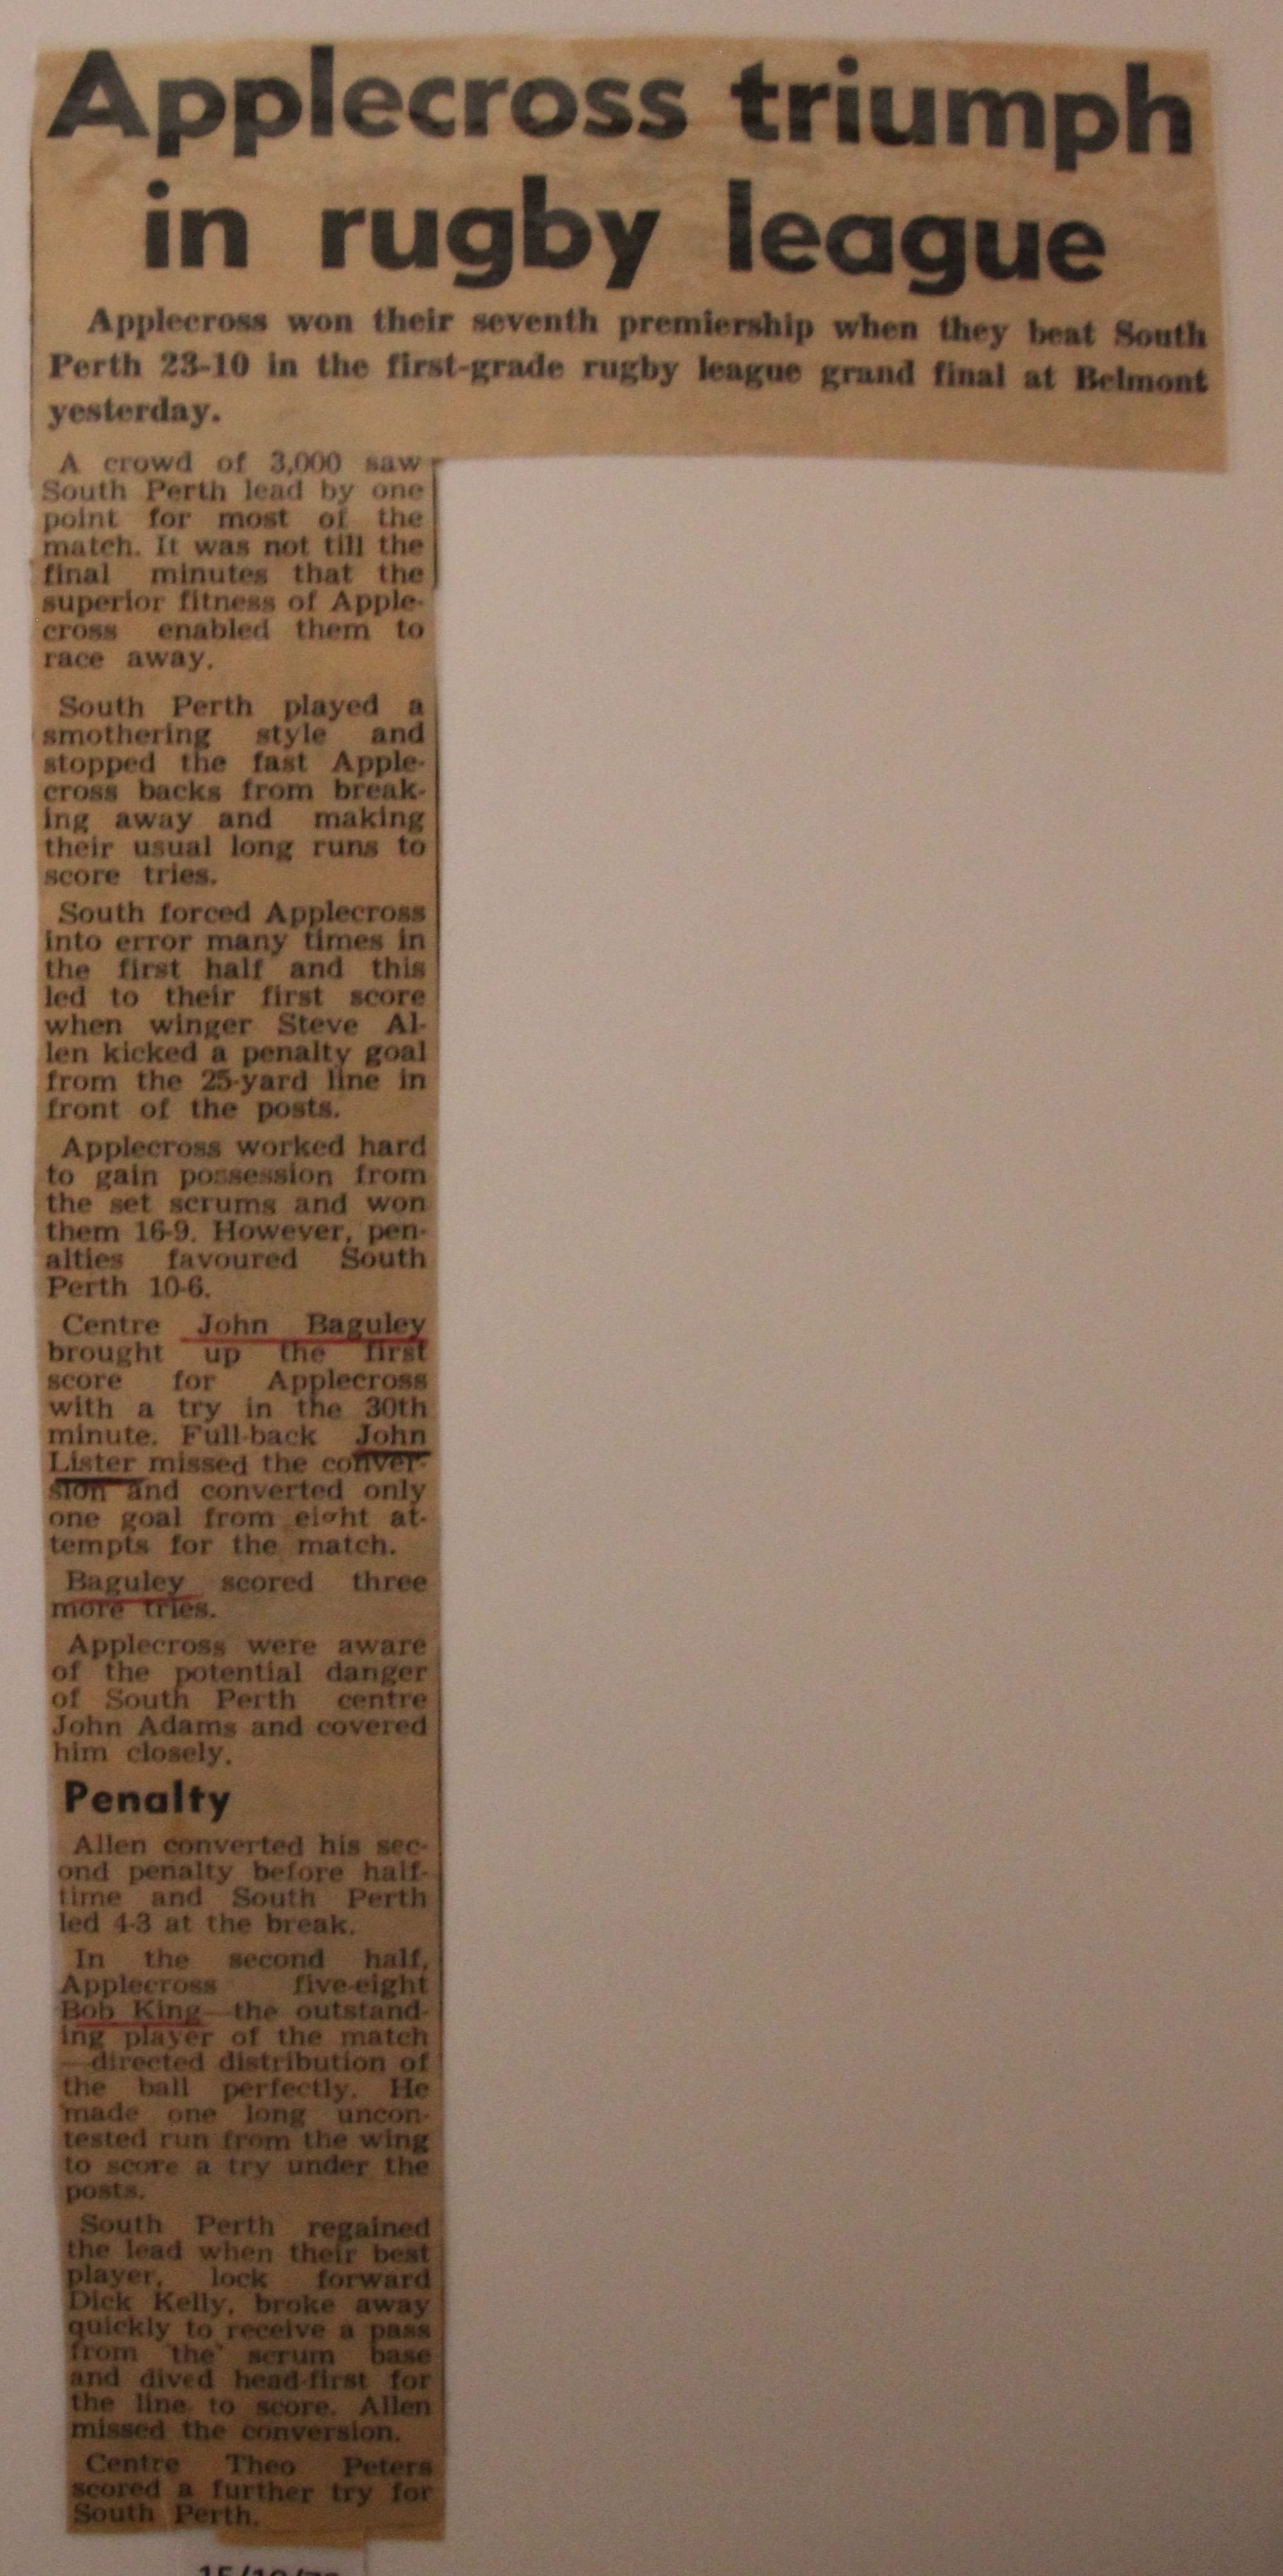 Applecross triumph
in rugby league
Applecross won their seventh premiership when they beat South
Perth 23-10 in the first-grade rugby league grand final at Belmont
yesterday.
A crowd of 3,000 saw
South Perth lead by one
point for most of the
match. It was not till the
final minutes that the
superior fitness of Apple-
cross enabled them to
race away.
South Perth played a
smothering style and
stopped the fast Apple-
cross backs from break-
ing away and making
their usual long runs to
score tries.
South forced Applecross
into error many times in
the first half and this
led to their first score
when winger Steve Al-
len kicked a penalty goal
from the 25-yard line in
front of the posts.
Applecross worked hard
to gain possession from
the set scrums and won
them 16-9. However, pen-
alties favoured South
Perth 10-6.
Centre John Baguley
brought up the first
score for Applecross
with a try in the 30th
minute. Full-back John
Lister missed the conver-
sion and converted only
one goal from eight at-
tempts for the match.
Baguley scored three
more tries.
Applecross were aware
of the potential danger
of South Perth centre
John Adams and covered
him closely.
Penalty
Allen converted his sec-
ond penalty before half-
time and South Perth
led 4-3 at the break.
In the second half,
Applecross five-eight
Bob King—the outstand-
ing player of the match
—directed distribution of
the ball perfectly. He
made one long uncon-
tested run from the wing
to score a try under the
posts.
South Perth regained
the lead when their best
player, lock forward
Dick Kelly, broke away
quickly to receive a pass
from the scrum base
and dived head-first for
the line to score. Allen
missed the conversion.
Centre Theo Peters
scored a further try for
South Perth.